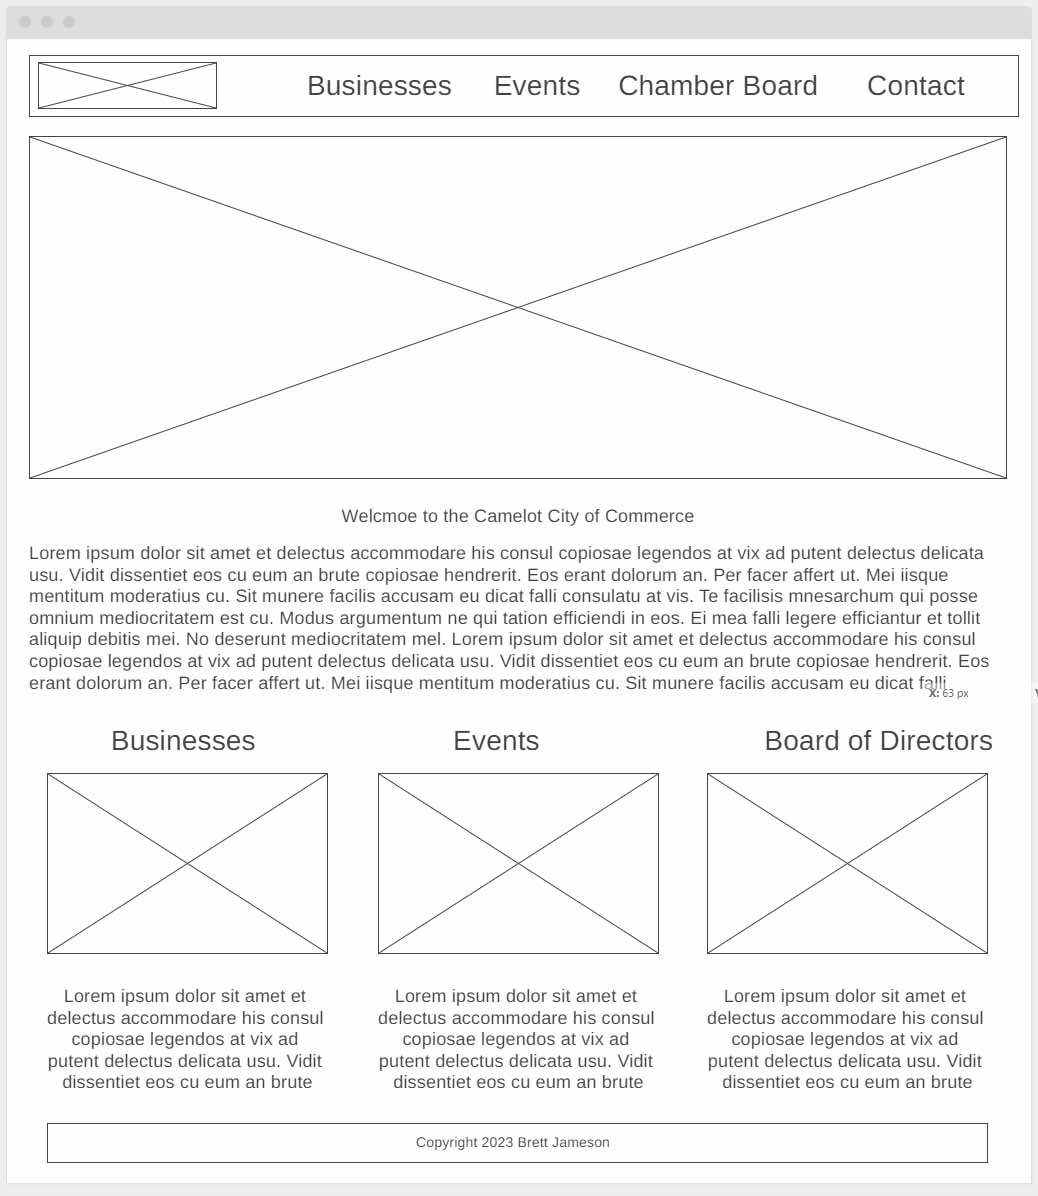 Businesses Events Chamber Board Contact
Welcmoe to the Camelot City of Commerce
Lorem ipsum dolor sit amet et delectus accommodare his consul copiosae legendos at vix ad putent delectus delicata
usu. Vidit dissentiet eos cu eum an brute copiosae hendrerit. Eos erant dolorum an. Per facer affert ut. Mei iisque
mentitum moderatius cu. Sit munere facilis accusam eu dicat falli consulatu at vis. Te facilisis mnesarchum qui posse
omnium mediocritatem est cu. Modus argumentum ne qui tation efficiendi in eos. Ei mea falli legere efficiantur et tollit
aliquip debitis mei. No deserunt mediocritatem mel. Lorem ipsum dolor sit amet et delectus accommodare his consul
copiosae legendos at vix ad putent delectus delicata usu. Vidit dissentiet eos cu eum an brute copiosae hendrerit. Eos
erant dolorum an. Per facer affert ut. Mei iisque mentitum moderatius cu. Sit munere facilis accusam eu dicat falli
X: 63 px
Businesses
Lorem ipsum dolor sit amet et
delectus accommodare his consul
copiosae legendos at vix ad
putent delectus delicata usu. Vidit
dissentiet eos cu eum an brute
Events
Lorem ipsum dolor sit amet et
delectus accommodare his consul
copiosae legendos at vix ad
putent delectus delicata usu. Vidit
dissentiet eos cu eum an brute
Board of Directors
Lorem ipsum dolor sit amet et
delectus accommodare his consul
copiosae legendos at vix ad
putent delectus delicata usu. Vidit
dissentiet eos cu eum an brute
Copyright 2023 Brett Jameson